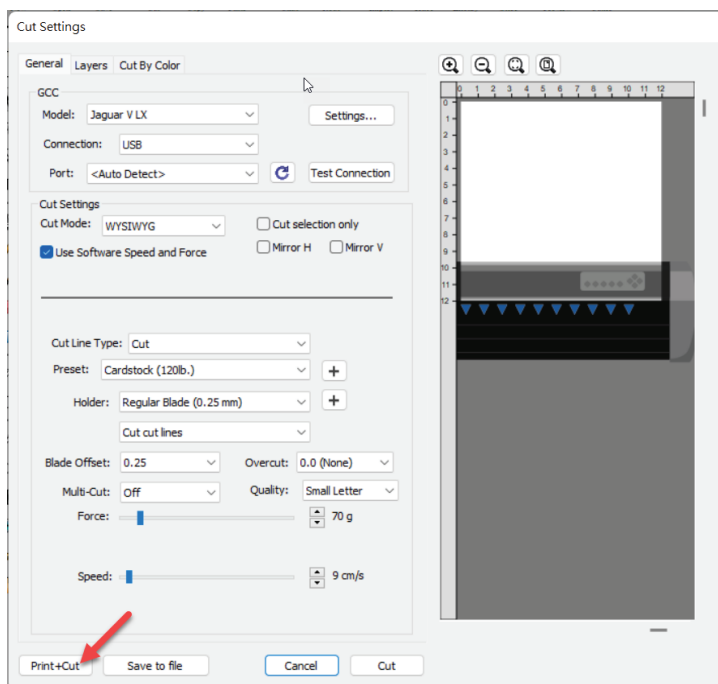 Cut Settings
General Layers Cut By Color
GCC
Model: Jaguar V LX Settings...
Connection: USB
Port: <Auto Detect> Test Connection
Cut Settings
Cut Mode: WYSIWYG Cut selection only
Use Software Speed and Force Mirror H Mirror V
Cut Line Type: Cut
Preset: Cardstock (120lb.) +
Holder: Regular Blade (0.25 mm) +
Cut cut lines
Blade Offset: 0.25 Overcut: 0.0 (None)
Multi-Cut: Off Quality: Small Letter
Force: 70 g
Speed: 9 cm/s
Print+Cut Save to file Cancel Cut
0 1 2 3 4 5 6 7 8 9 10 11 12
0
1
2
3
4
5
6
7
8
9
10
11
12